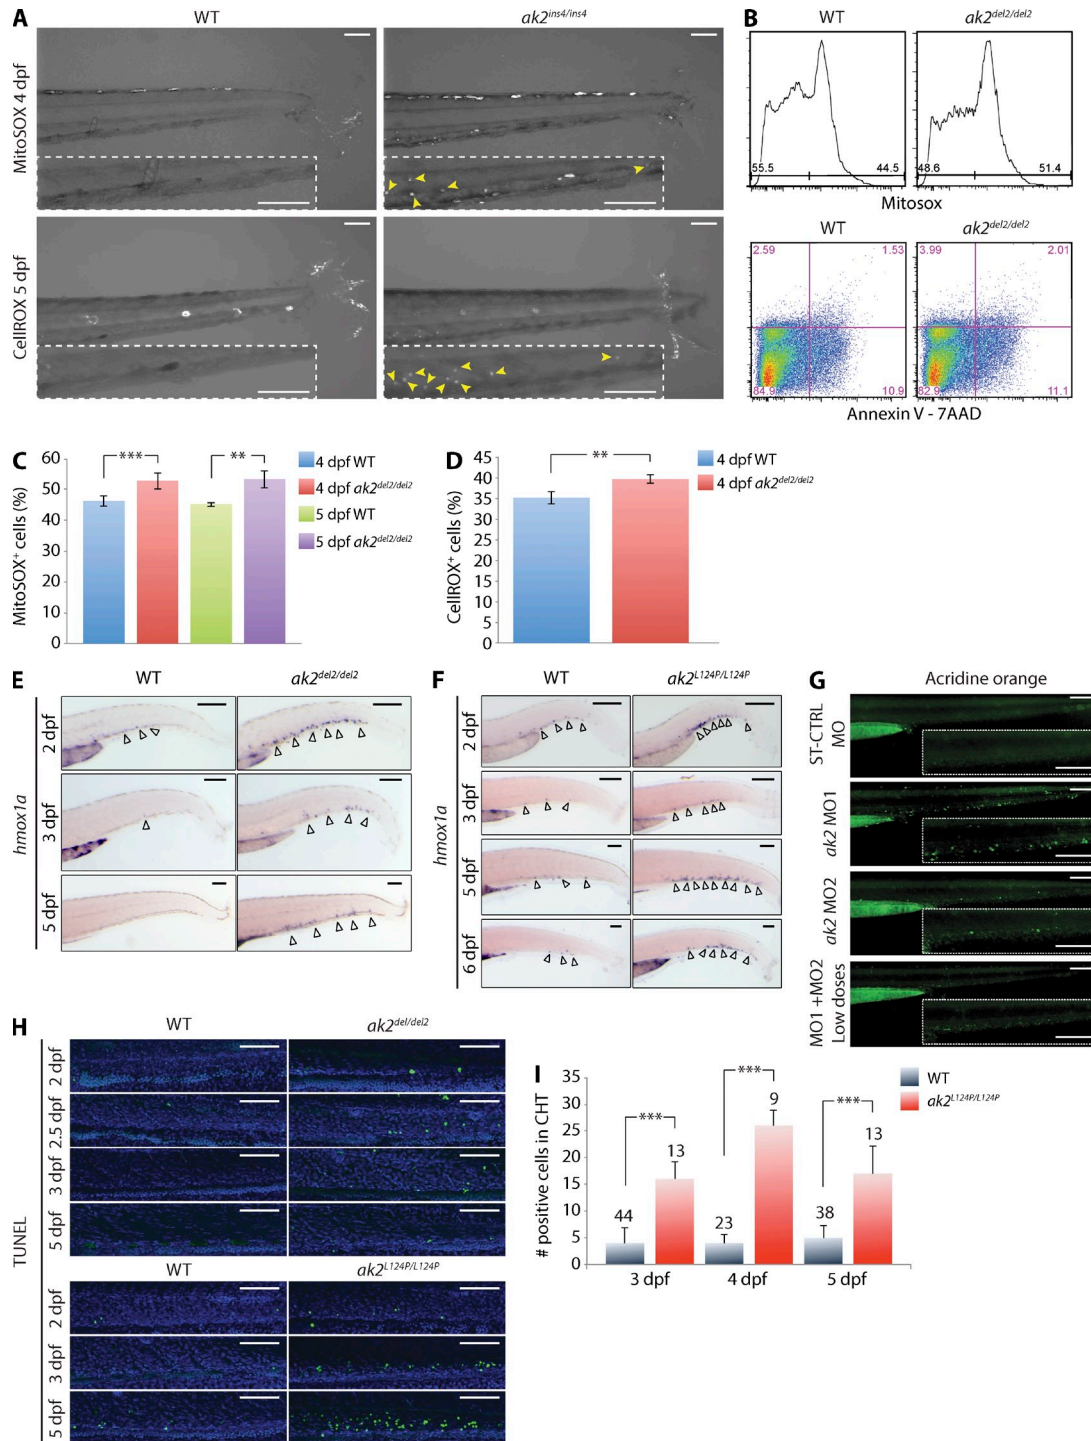 A
WT
ak2ins4/ins4
MitoSOX 4 dpf
CellROX 5 dpf
B
WT
ak2del2/del2
55.5
44.5
48.6
51.4
Mitosox
WT
ak2del2/del2
2.59
1.53
3.99
2.01
84.9
10.9
82.9
11.1
Annexin V - 7AAD
C
MitoSOX+ cells (%)
60
50
40
30
20
10
0
***
**
4 dpf WT
4 dpf ak2del2/del2
5 dpf WT
5 dpf ak2del2/del2
D
CellROX+ cells (%)
45
40
35
30
25
20
15
10
5
0
**
4 dpf WT
4 dpf ak2del2/del2
E
WT
ak2del2/del2
hmox1a
2 dpf
3 dpf
5 dpf
F
WT
ak2L124P/L124P
hmox1a
2 dpf
3 dpf
5 dpf
6 dpf
G
Acridine orange
ST-CTRL
MO
ak2 MO1
ak2 MO2
MO1 +MO2
Low doses
H
WT
ak2del/del2
TUNEL
2 dpf
2.5 dpf
3 dpf
5 dpf
WT
ak2L124P/L124P
2 dpf
3 dpf
5 dpf
I
# positive cells in CHT
35
30
25
20
15
10
5
0
***
***
***
44
13
23
9
38
13
3 dpf
4 dpf
5 dpf
WT
ak2L124P/L124P